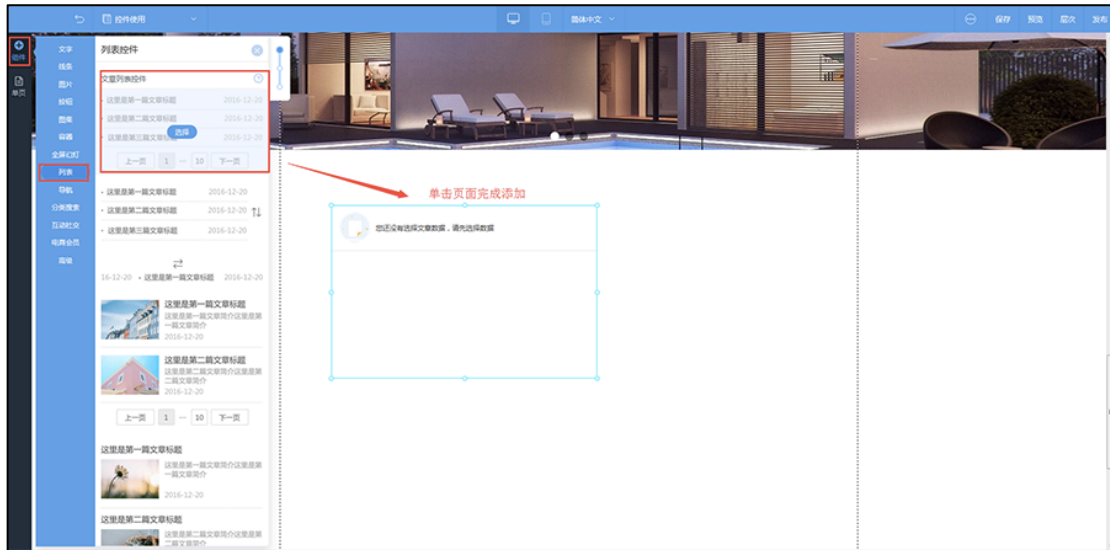 控件使用
简体中文
保存
预览
层次
发布
组件
单页
文字
线条
图片
按钮
图集
容器
全屏幻灯
列表
导航
分类搜索
互动社交
电商会员
高级
列表控件
文章列表控件
· 这里是第一篇文章标题 2016-12-20
· 这里是第二篇文章标题 2016-12-20
· 这里是第三篇文章标题 2016-12-20
选择
上一页 1 ··· 10 下一页
· 这里是第一篇文章标题 2016-12-20
· 这里是第二篇文章标题 2016-12-20
· 这里是第三篇文章标题 2016-12-20
16-12-20 · 这里是第一篇文章标题 2016-12-20
这里是第一篇文章标题
这里是第一篇文章简介这里是第
一篇文章简介
2016-12-20
这里是第二篇文章标题
这里是第二篇文章简介这里是第
二篇文章简介
2016-12-20
上一页 1 ··· 10 下一页
这里是第一篇文章标题
这里是第一篇文章简介这里是第
一篇文章简介
2016-12-20
这里是第二篇文章标题
这里是第二篇文章简介这里是第
二篇文章简介
单击页面完成添加
您还没有选择文章数据，请先选择数据